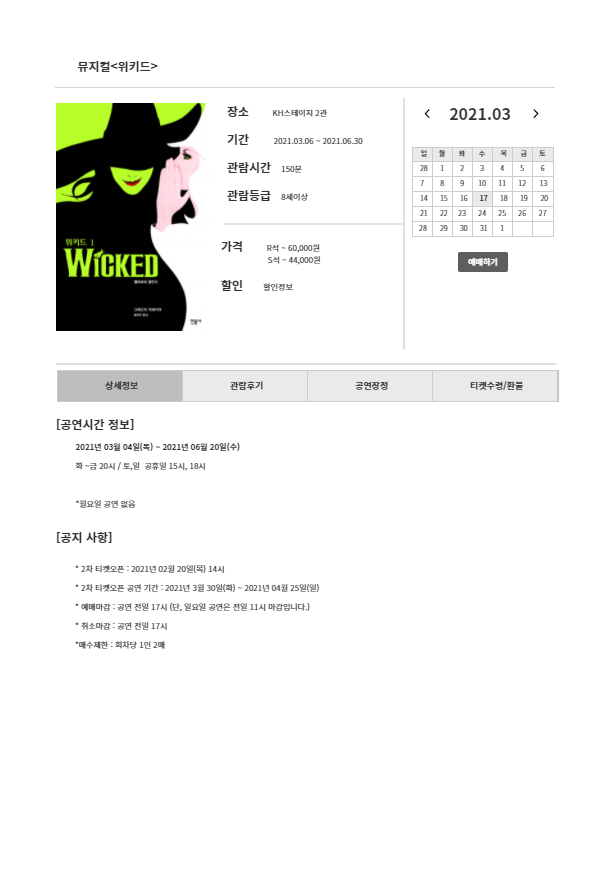 뮤지컬<위키드>
위키드 1
WICKED
장소 KH스테이지 2관
기간 2021.03.06 ~ 2021.06.30
관람시간 150분
관람등급 8세이상
가격 R석 ~ 60,000원
S석 ~ 44,000원
할인 할인정보
< 2021.03 >
일 월 화 수 목 금 토
28 1 2 3 4 5 6
7 8 9 10 11 12 13
14 15 16 17 18 19 20
21 22 23 24 25 26 27
28 29 30 31 1
예매하기
상세정보 관람후기 공연장정 티켓수령/환불
[공연시간 정보]
2021년 03월 04일(목) ~ 2021년 06월 20일(수)
화 ~금 20시 / 토,일 공휴일 15시, 18시
*월요일 공연 없음
[공지 사항]
* 2차 티켓오픈 : 2021년 02월 20일(목) 14시
* 2차 티켓오픈 공연 기간 : 2021년 3월 30일(화) ~ 2021년 04월 25일(일)
* 예매마감 : 공연 전일 17시 (단, 일요일 공연은 전일 11시 마감입니다.)
* 취소마감 : 공연 전일 17시
*매수제한 : 회차당 1인 2매